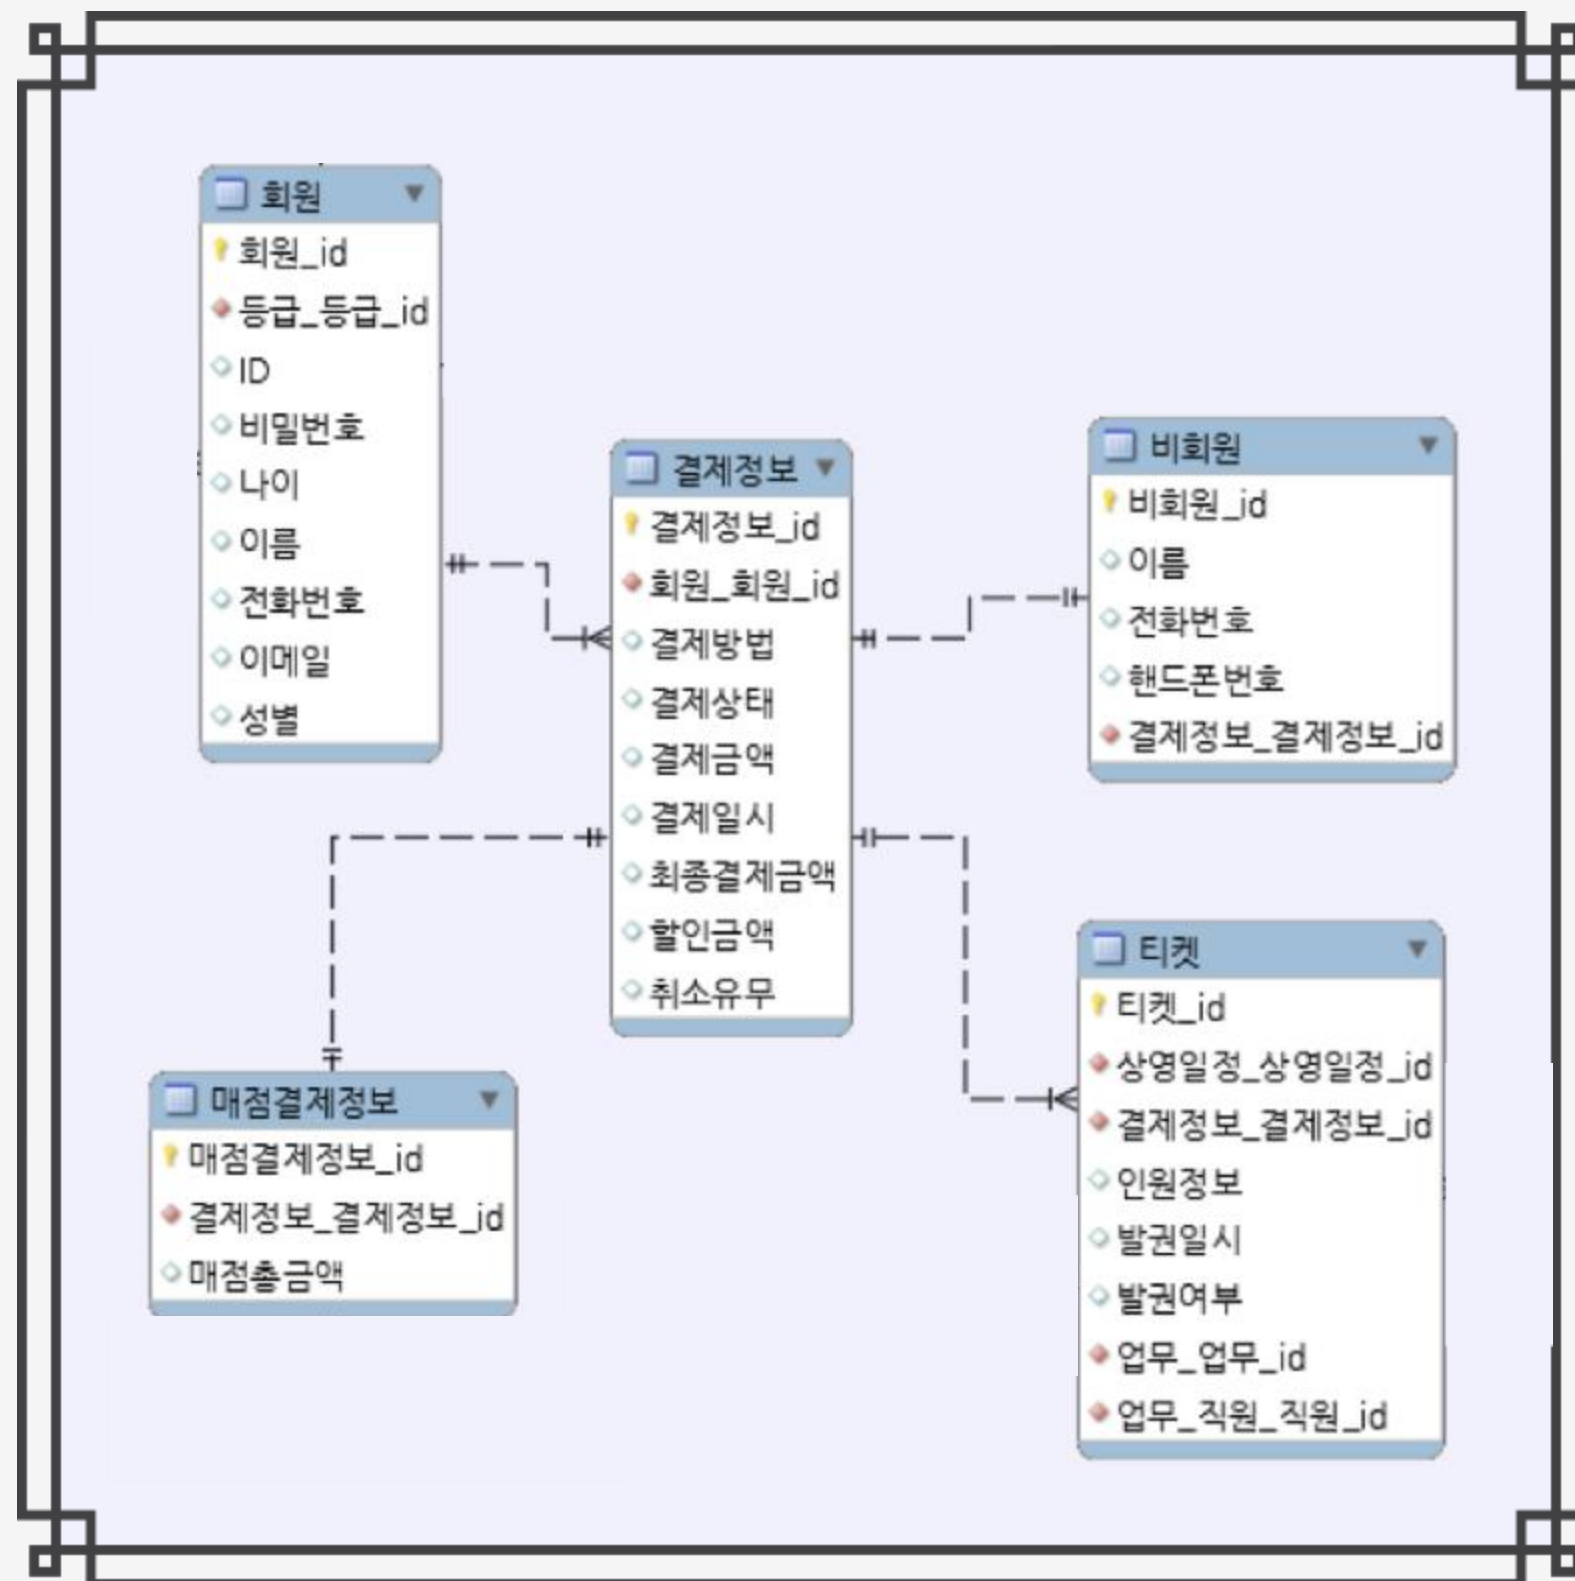 회원
회원_id
등급_등급_id
ID
비밀번호
나이
이름
전화번호
이메일
성별
결제정보
결제정보_id
회원_회원_id
결제방법
결제상태
결제금액
결제일시
최종결제금액
할인금액
취소유무
비회원
비회원_id
이름
전화번호
핸드폰번호
결제정보_결제정보_id
매점결제정보
매점결제정보_id
결제정보_결제정보_id
매점총금액
티켓
티켓_id
상영일정_상영일정_id
결제정보_결제정보_id
인원정보
발권일시
발권여부
업무_업무_id
업무_직원_직원_id